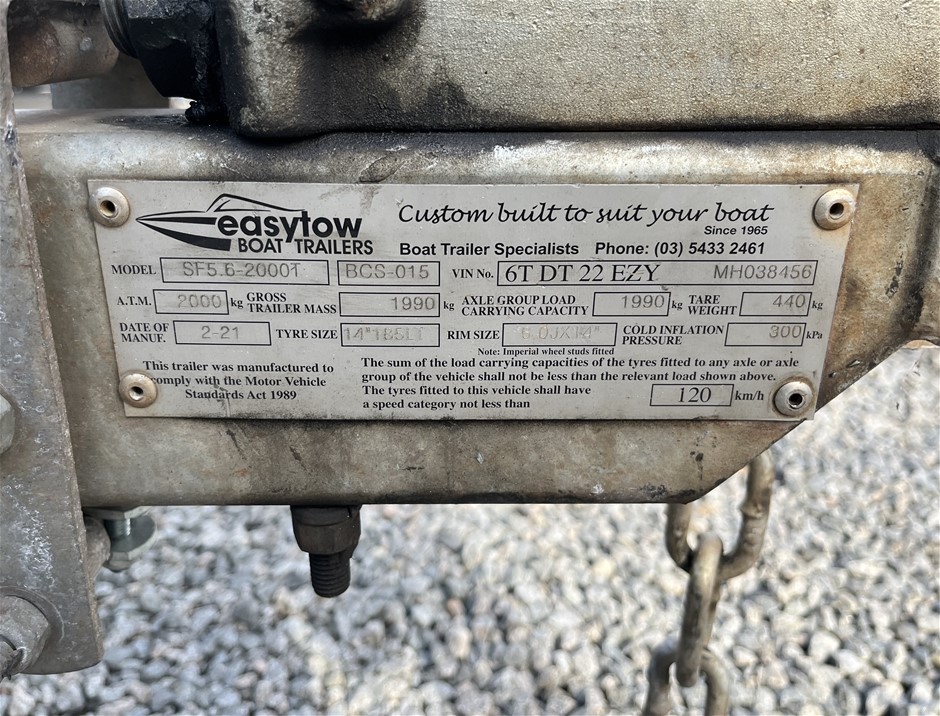 easytow
BOAT TRAILERS
Custom built to suit your boat
Since 1965
Boat Trailer Specialists Phone: (03) 5433 2461
MODEL SF5.6-2000T BCS-015 VIN No. 6T DT 22 EZY MH038456
A.T.M. 2000 kg GROSS TRAILER MASS 1990 kg AXLE GROUP LOAD CARRYING CAPACITY 1990 kg TARE WEIGHT 440 kg
DATE OF MANUF. 2-21 TYRE SIZE 14"185LT RIM SIZE COLD INFLATION PRESSURE 300 kPa
Note: Imperial wheel studs fitted
This trailer was manufactured to
comply with the Motor Vehicle
Standards Act 1989
The sum of the load carrying capacities of the tyres fitted to any axle or axle
group of the vehicle shall not be less than the relevant load shown above.
The tyres fitted to this vehicle shall have
a speed category not less than 120 km/h